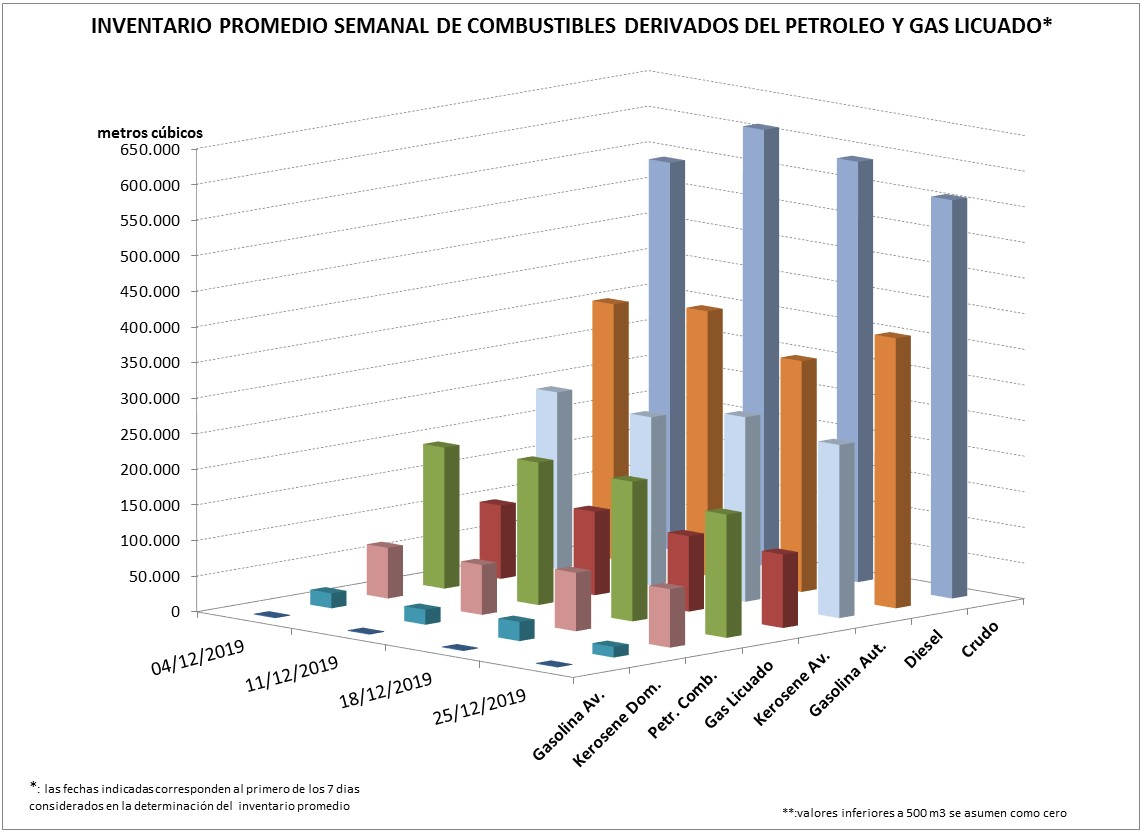 INVENTARIO PROMEDIO SEMANAL DE COMBUSTIBLES DERIVADOS DEL PETROLEO Y GAS LICUADO*
metros cúbicos
650.000
600.000
550.000
500.000
450.000
400.000
350.000
300.000
250.000
200.000
150.000
100.000
50.000
0
04/12/2019
11/12/2019
18/12/2019
25/12/2019
Gasolina Av.
Kerosene Dom.
Petr. Comb.
Gas Licuado
Kerosene Av.
Gasolina Aut.
Diesel
Crudo
*: las fechas indicadas corresponden al primero de los 7 dias
considerados en la determinación del inventario promedio
**:valores inferiores a 500 m3 se asumen como cero